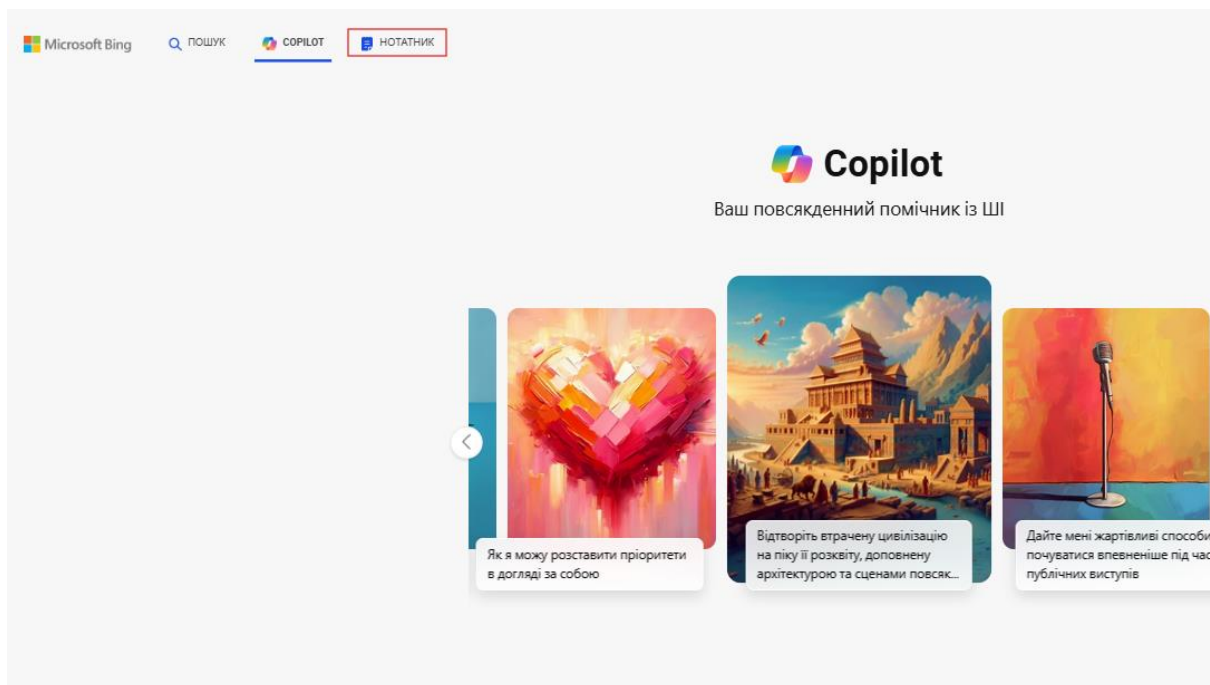 Microsoft Bing ПОШУК COPILOT НОТАТНИК
Copilot
Ваш повсякденний помічник із ШІ
Як я можу розставити пріоритети
в догляді за собою
Відтворіть втрачену цивілізацію
на піку її розквіту, доповнену
архітектурою та сценами повсяк...
Дайте мені жартівливі способи
почуватися впевненіше під час
публічних виступів